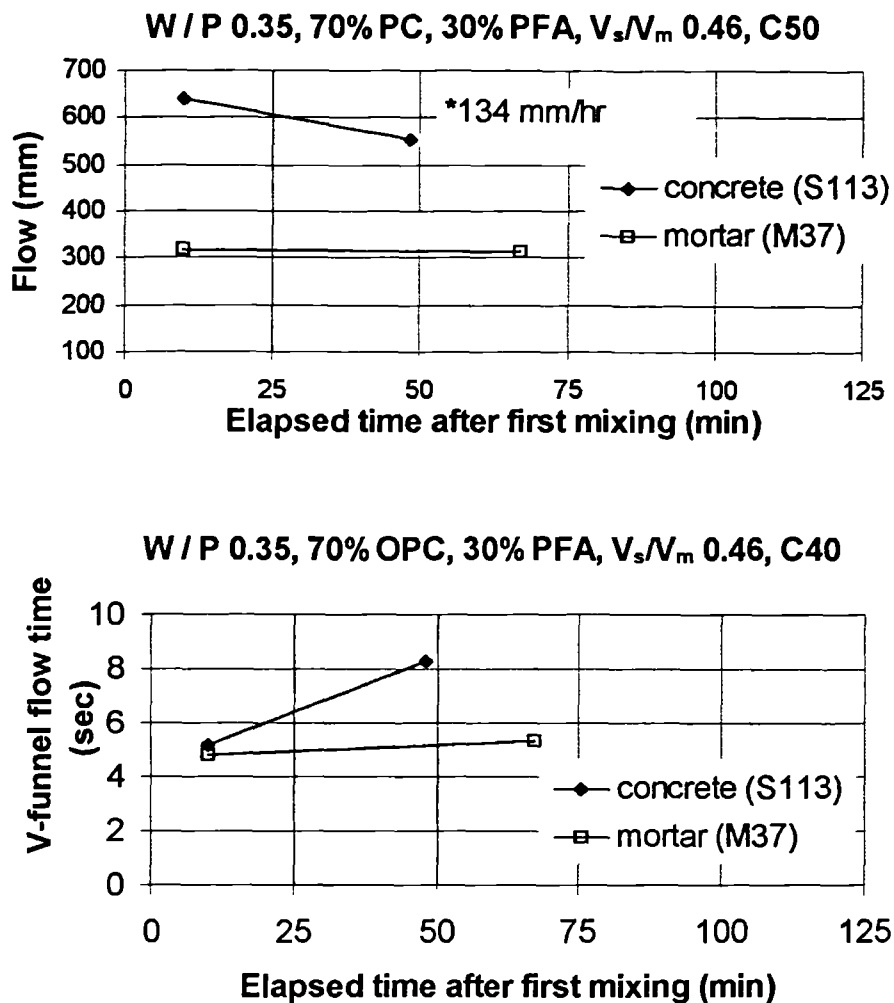 W / P 0.35, 70% PC, 30% PFA, Vs/Vm 0.46, C50
700
600
500
400
300
200
100
Flow (mm)
*134 mm/hr
concrete (S113)
mortar (M37)
0 25 50 75 100 125
Elapsed time after first mixing (min)
W / P 0.35, 70% OPC, 30% PFA, Vs/Vm 0.46, C40
10
8
6
4
2
0
V-funnel flow time
(sec)
concrete (S113)
mortar (M37)
0 25 50 75 100 125
Elapsed time after first mixing (min)